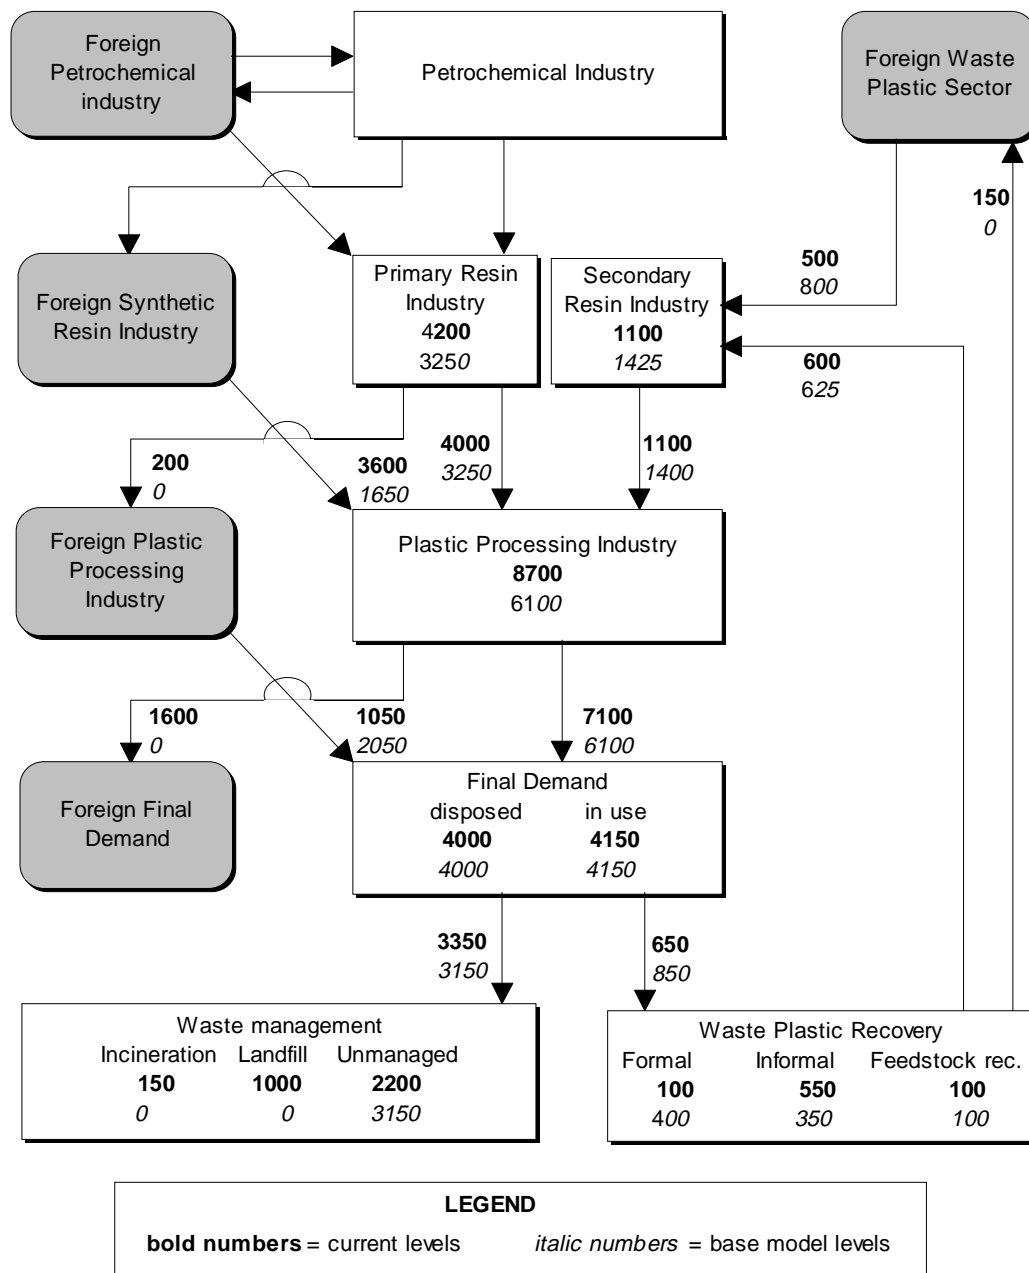 Foreign
Petrochemical
industry
Petrochemical Industry
Foreign Waste
Plastic Sector
150
0
500
800
Foreign Synthetic
Resin Industry
Primary Resin
Industry
4200
3250
Secondary
Resin Industry
1100
1425
600
625
200
0
3600
1650
4000
3250
1100
1400
Foreign Plastic
Processing
Industry
Plastic Processing Industry
8700
6100
1600
0
1050
2050
7100
6100
Foreign Final
Demand
Final Demand
disposed in use
4000 4150
4000 4150
3350
3150
650
850
Waste management
Incineration Landfill Unmanaged
150 1000 2200
0 0 3150
Waste Plastic Recovery
Formal Informal Feedstock rec.
100 550 100
400 350 100
LEGEND
bold numbers = current levels italic numbers = base model levels